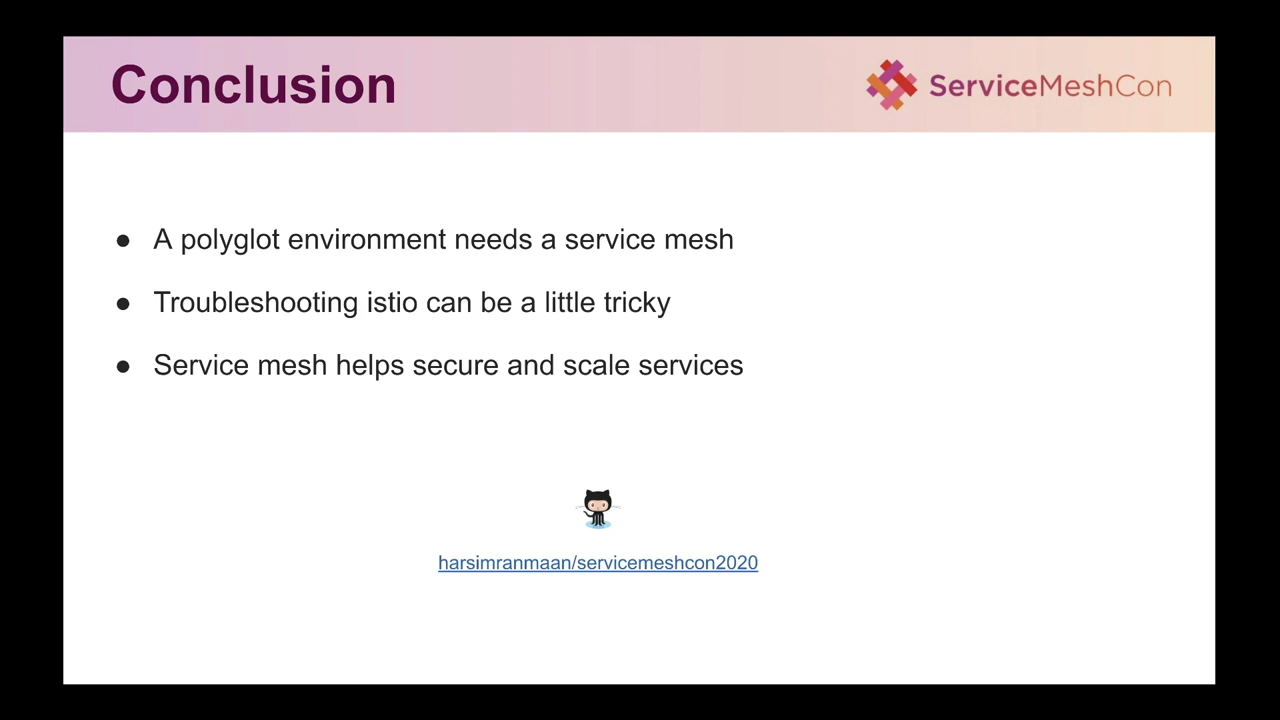 Conclusion
ServiceMeshCon
● A polyglot environment needs a service mesh
● Troubleshooting istio can be a little tricky
● Service mesh helps secure and scale services
harsimranmaan/servicemeshcon2020